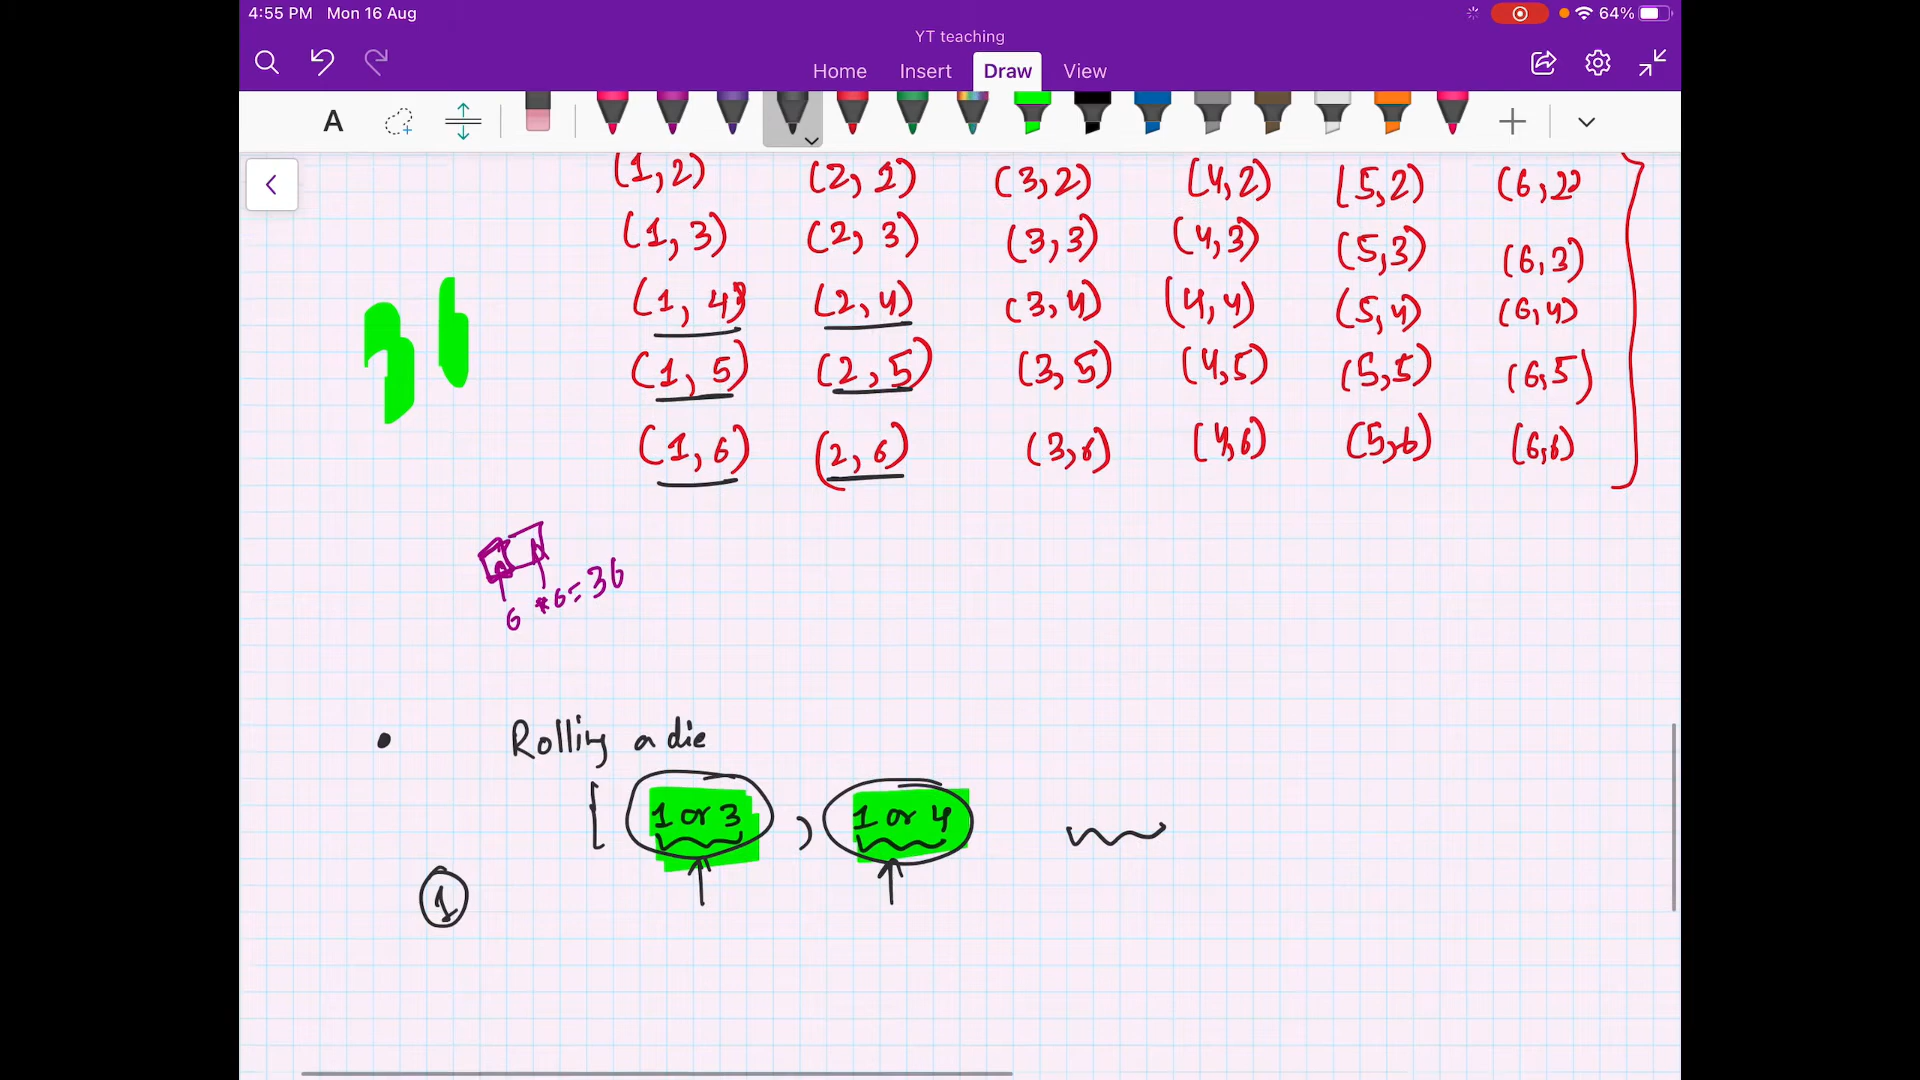 4:55 PM Mon 16 Aug
64%
YT teaching
Home Insert Draw View
A
(1,2) (2,2) (3,2) (4,2) (5,2) (6,2)
(1,3) (2,3) (3,3) (4,3) (5,3) (6,3)
(1,4) (2,4) (3,4) (4,4) (5,4) (6,4)
(1,5) (2,5) (3,5) (4,5) (5,5) (6,5)
(1,6) (2,6) (3,6) (4,6) (5,6) (6,6)
6 *6=36
• Rolling a die
[ 1 or 3 , 1 or 4
1